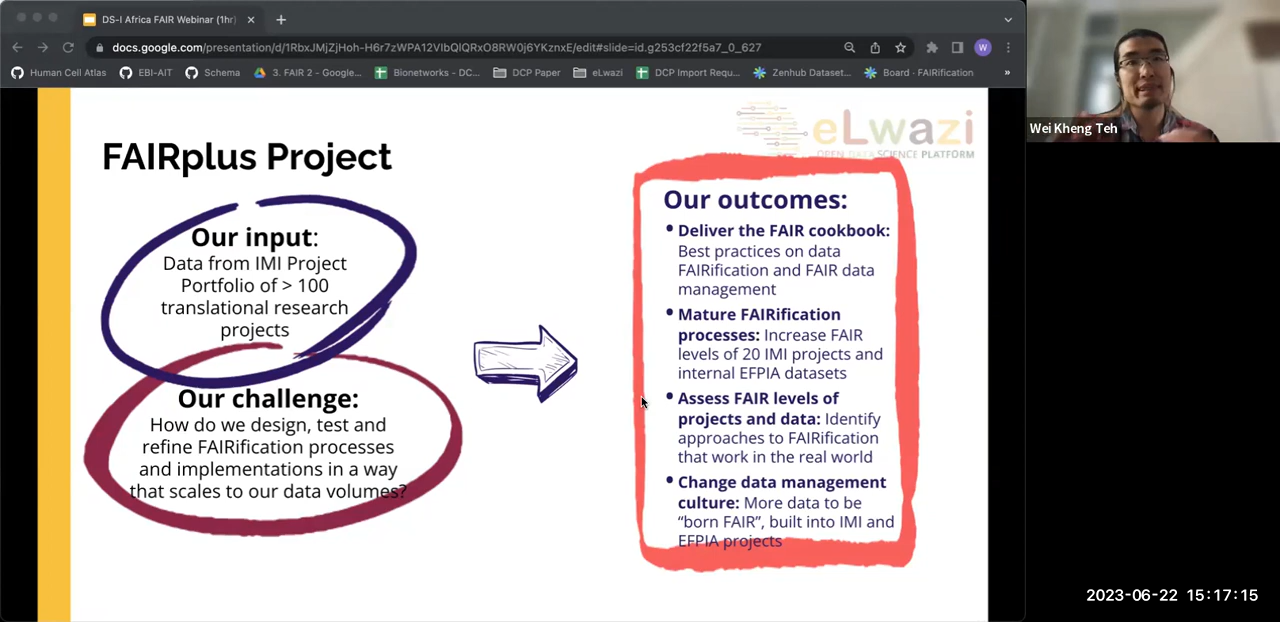 DS-I Africa FAIR Webinar (1hr)
docs.google.com/presentation/d/1RbxJMjZjHoh-H6r7zWPA12VIbQIQRxO8RW0j6YKznxE/edit#slide=id.g253cf22f5a7_0_627
W
Human Cell Atlas
EBI-AIT
Schema
3. FAIR 2 - Google...
Bionetworks - DC...
DCP Paper
eLwazi
DCP Import Requ...
Zenhub Dataset...
Board · FAIRification
»
Wei Kheng Teh
eLwazi
OPEN DATA SCIENCE PLATFORM
FAIRplus Project
Our input:
Data from IMI Project
Portfolio of > 100
translational research
projects
Our challenge:
How do we design, test and
refine FAIRification processes
and implementations in a way
that scales to our data volumes?
Our outcomes:
• Deliver the FAIR cookbook:
Best practices on data
FAIRification and FAIR data
management
• Mature FAIRification
processes: Increase FAIR
levels of 20 IMI projects and
internal EFPIA datasets
• Assess FAIR levels of
projects and data: Identify
approaches to FAIRification
that work in the real world
• Change data management
culture: More data to be
“born FAIR”, built into IMI and
EFPIA projects
2023-06-22 15:17:15